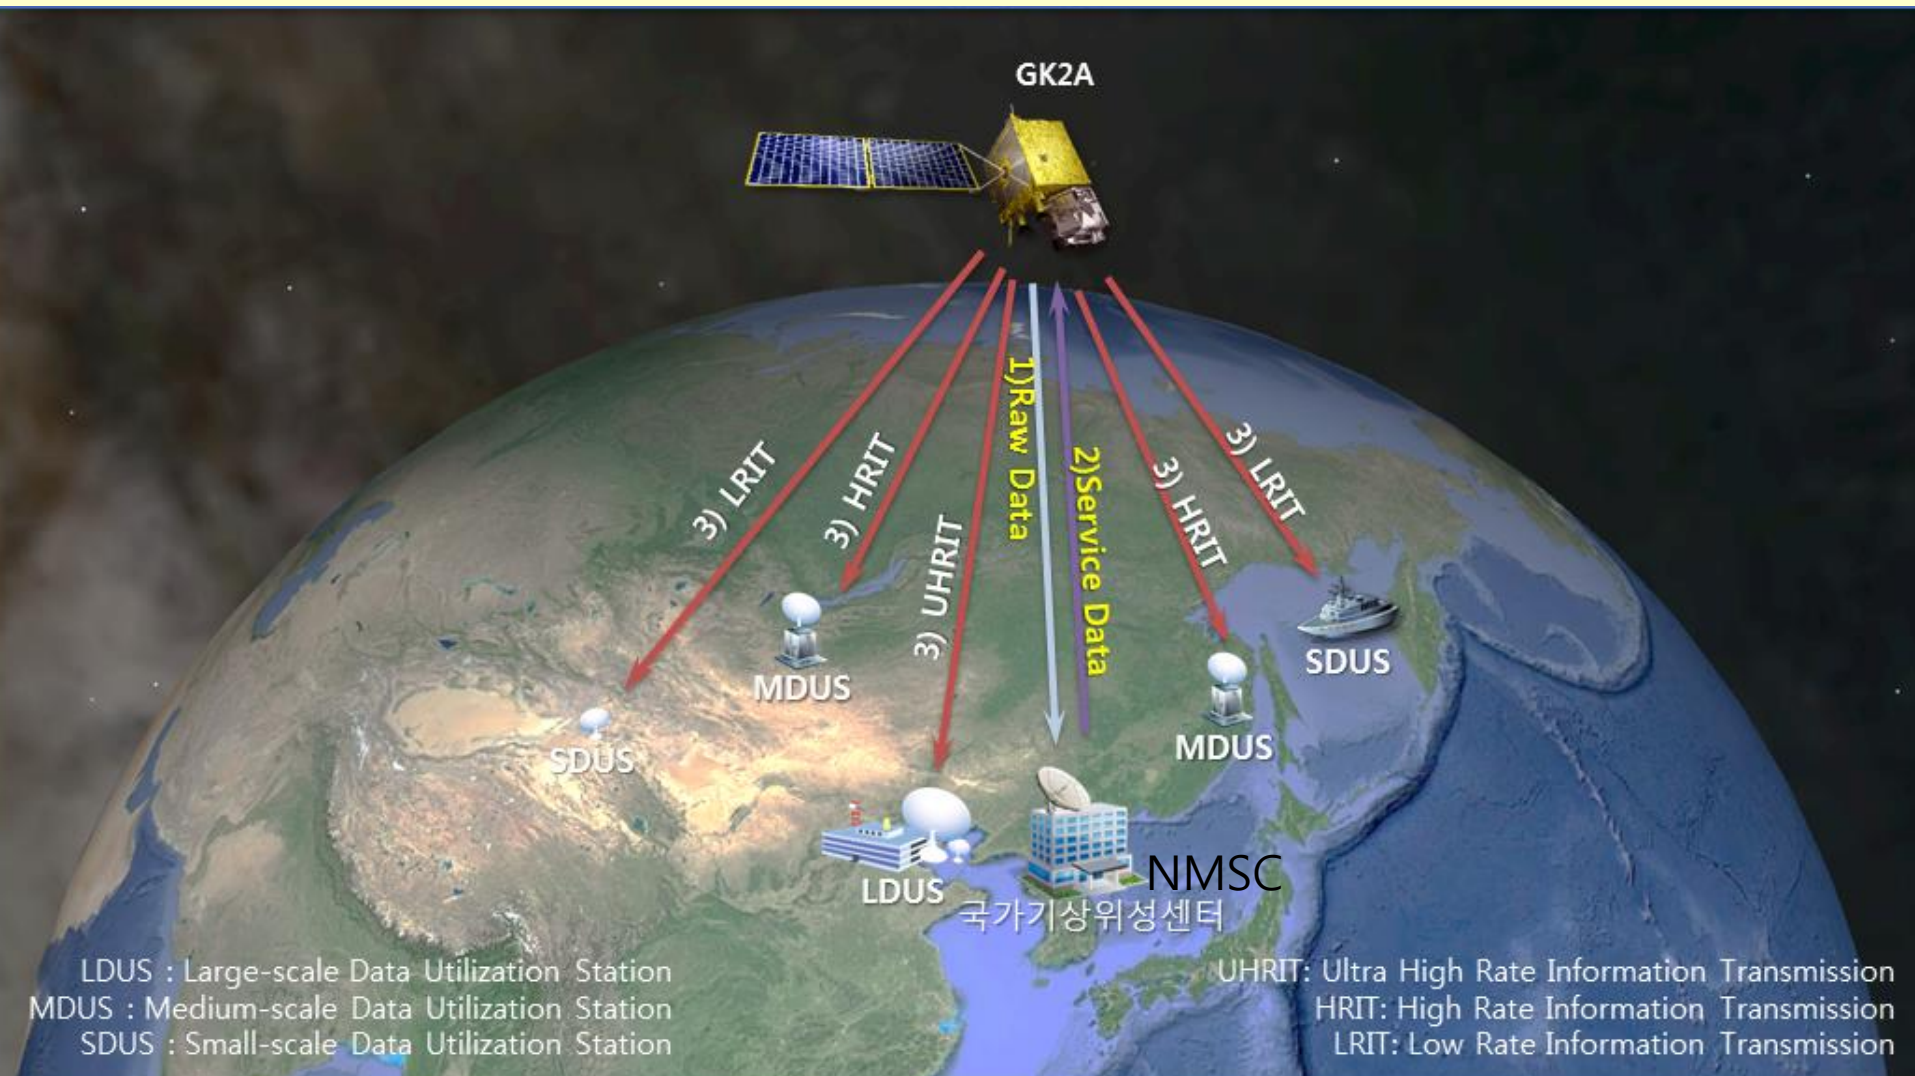 GK2A
1)Raw Data
2)Service Data
3) LRIT
3) HRIT
3) UHRIT
3) HRIT
3) LRIT
SDUS
MDUS
MDUS
SDUS
LDUS
NMSC
국가기상위성센터
LDUS : Large-scale Data Utilization Station
MDUS : Medium-scale Data Utilization Station
SDUS : Small-scale Data Utilization Station
UHRIT: Ultra High Rate Information Transmission
HRIT: High Rate Information Transmission
LRIT: Low Rate Information Transmission